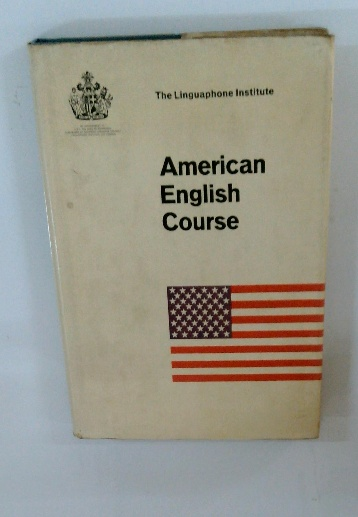 The Linguaphone Institute
American
English
Course